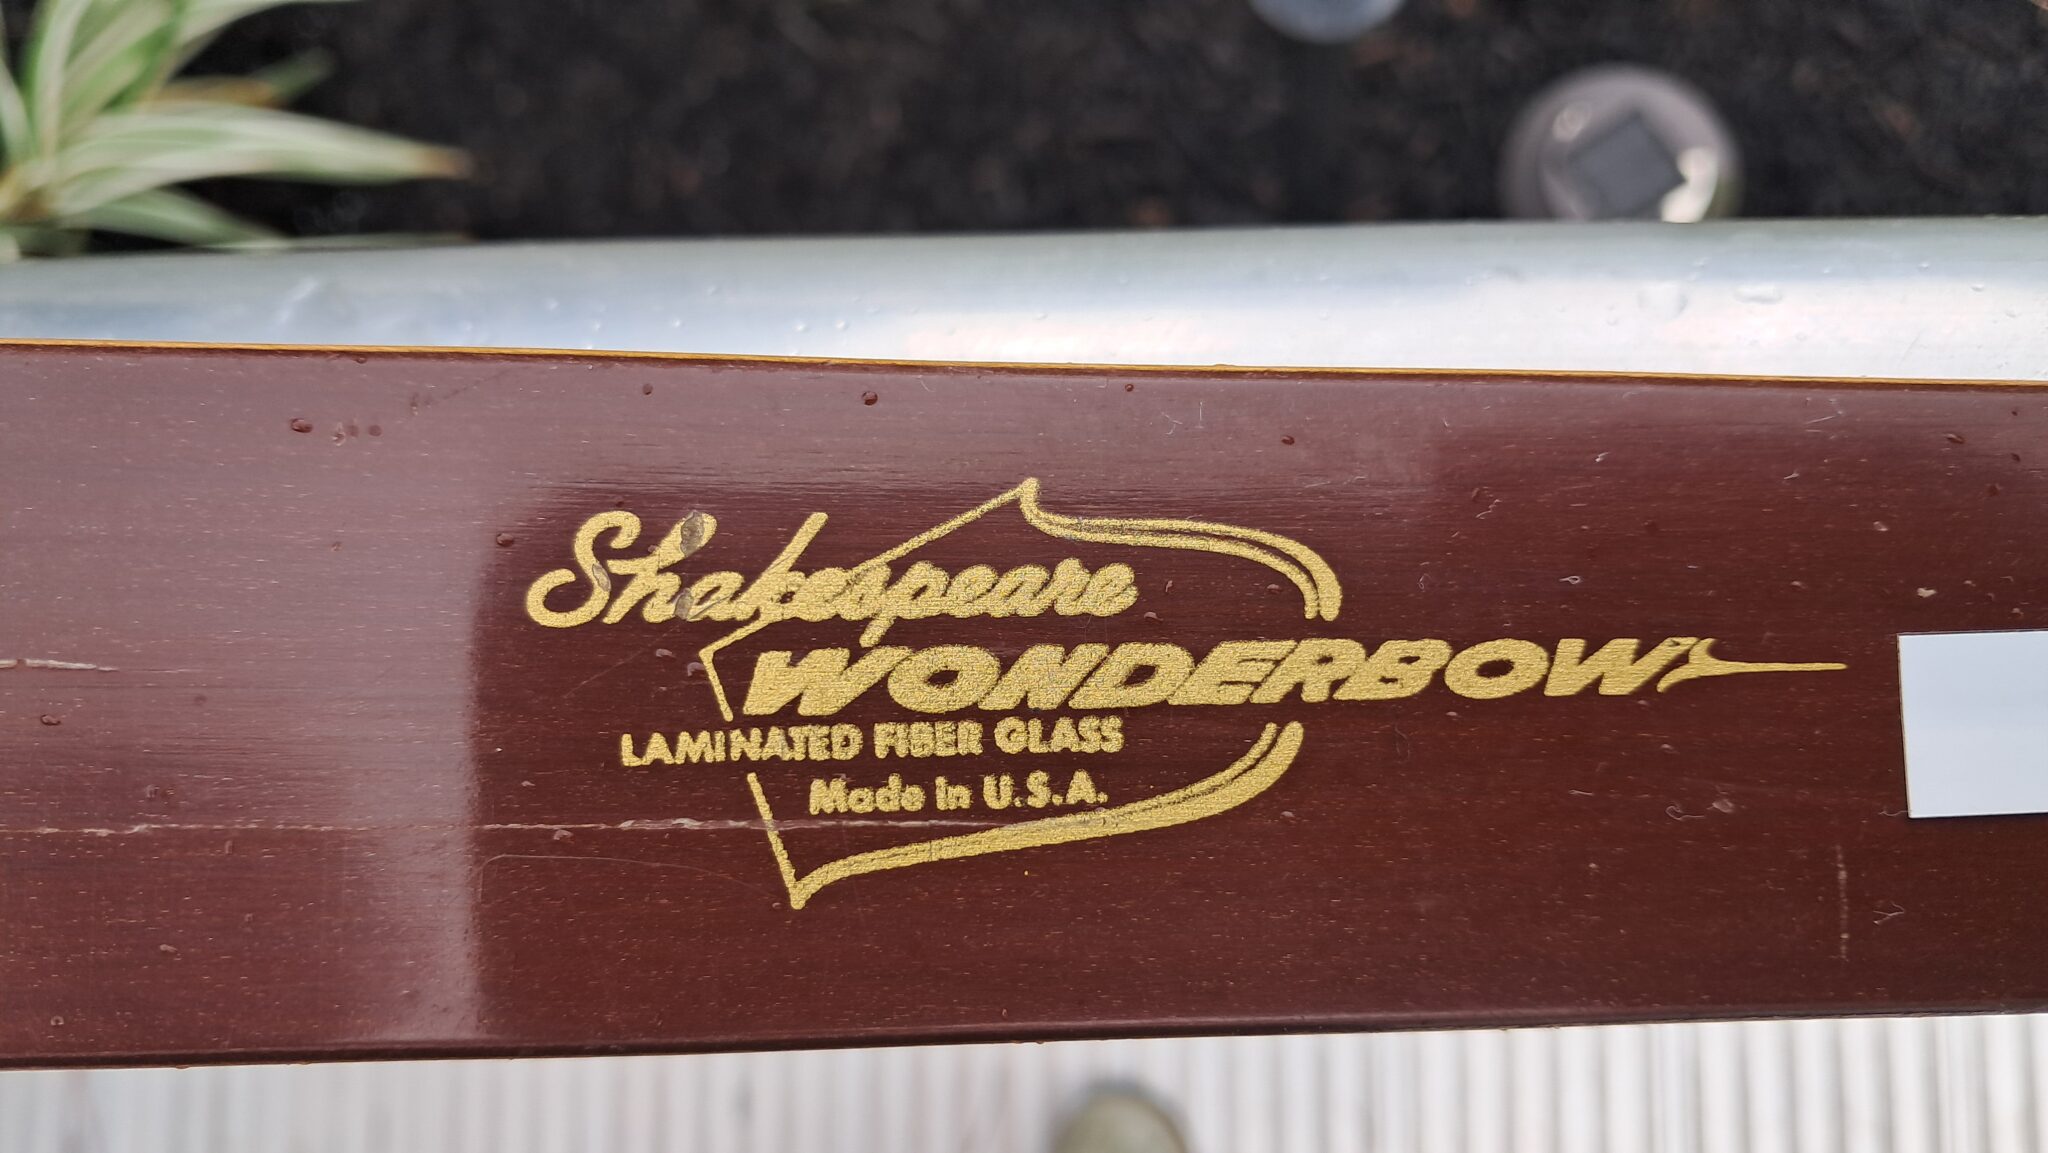 Shakespeare
WONDERBOW
LAMINATED FIBER GLASS
Made in U.S.A.